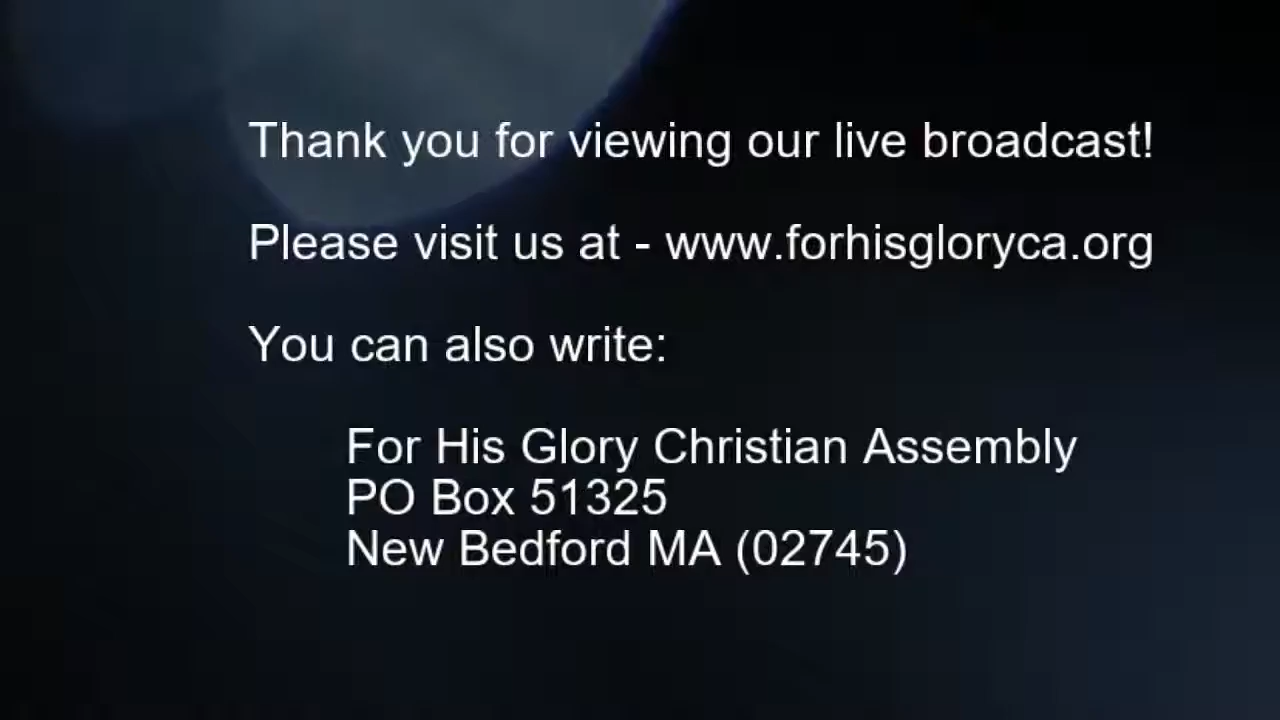 Thank you for viewing our live broadcast!
Please visit us at - www.forhisgloryca.org
You can also write:
For His Glory Christian Assembly
PO Box 51325
New Bedford MA (02745)